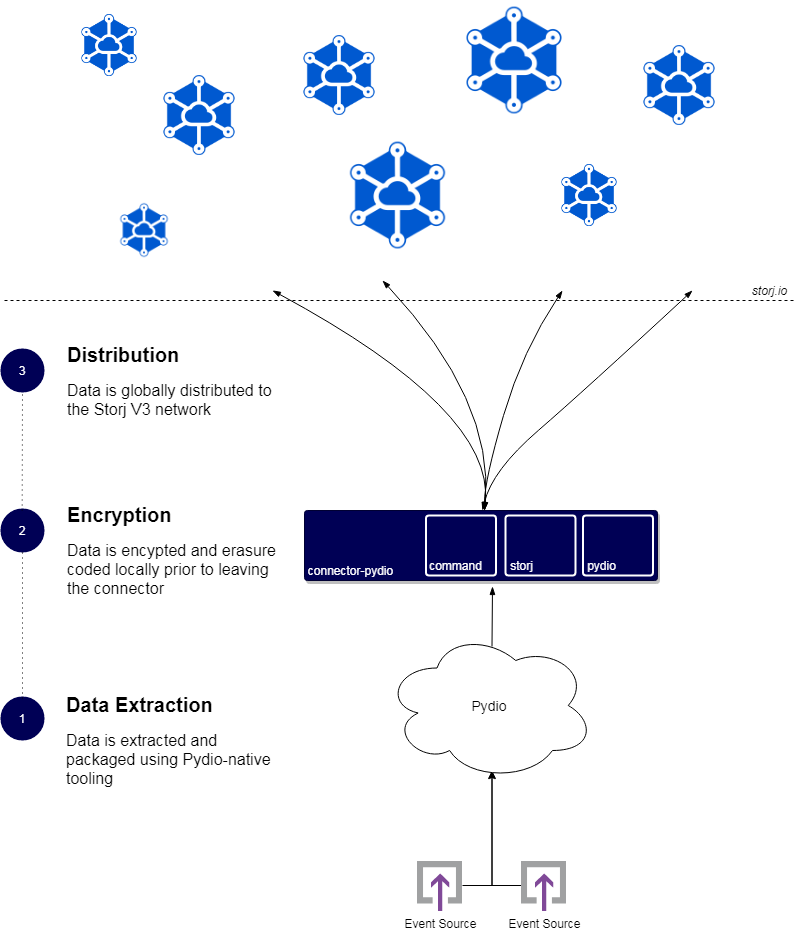 storj.io
3
Distribution
Data is globally distributed to
the Storj V3 network
2
Encryption
Data is encypted and erasure
coded locally prior to leaving
the connector
connector-pydio
command
storj
pydio
1
Data Extraction
Data is extracted and
packaged using Pydio-native
tooling
Pydio
Event Source
Event Source